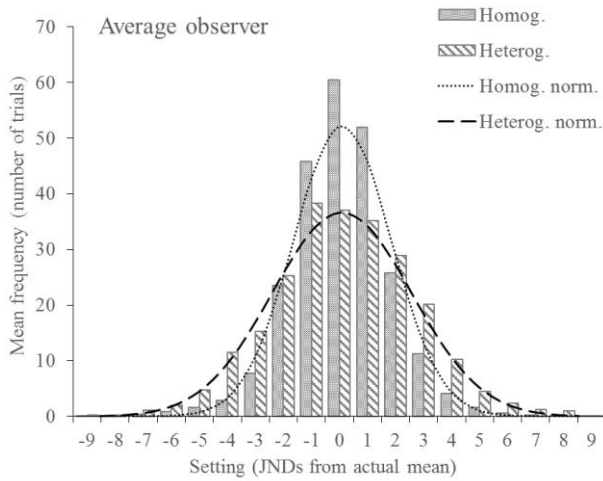 Average observer
Homog.
Heterog.
Homog. norm.
Heterog. norm.
Mean frequency (number of trials)
70
60
50
40
30
20
10
0
-9 -8 -7 -6 -5 -4 -3 -2 -1 0 1 2 3 4 5 6 7 8 9
Setting (JNDs from actual mean)